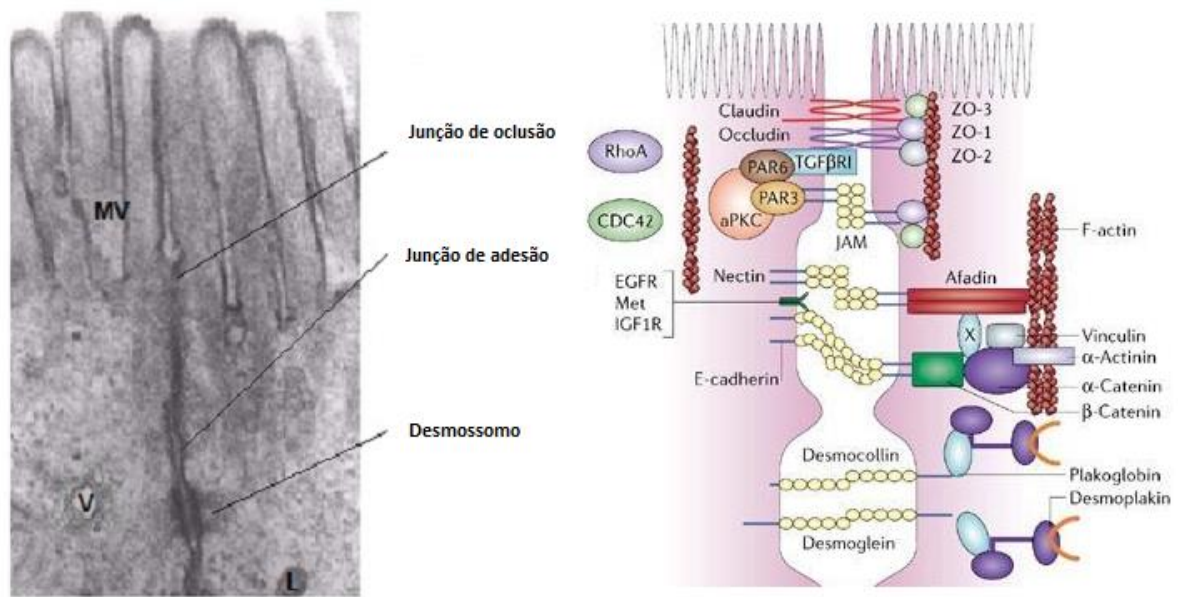 Junção de oclusão
MV
Junção de adesão
Desmossomo
V
L
Claudin
Occludin
ZO-3
ZO-1
ZO-2
RhoA
PAR6
TGFβRI
PAR3
aPKC
CDC42
JAM
F-actin
Nectin
Afadin
EGFR
Met
IGF1R
X
Vinculin
α-Actinin
E-cadherin
α-Catenin
β-Catenin
Desmocollin
Plakoglobin
Desmoplakin
Desmoglein